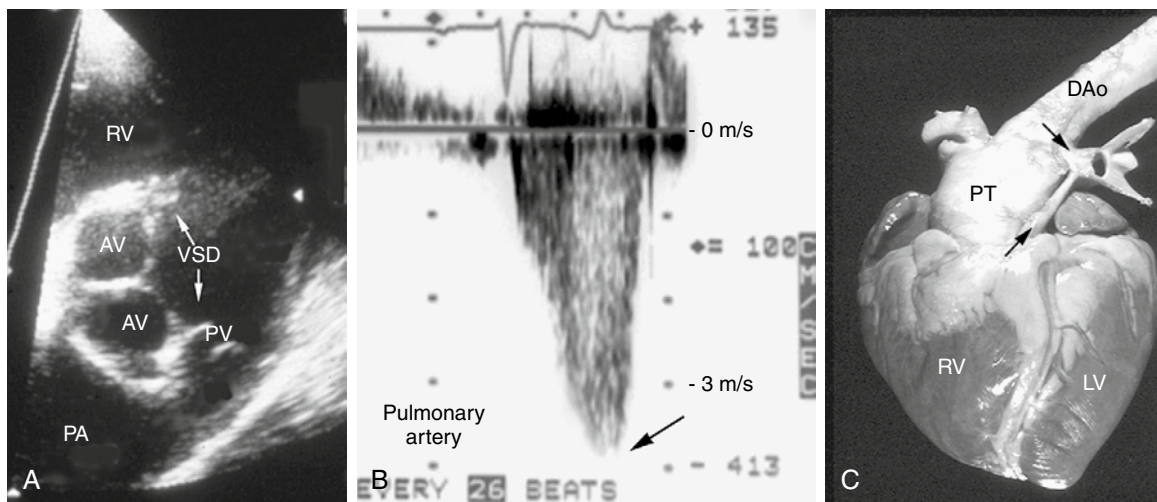 RV
AV
VSD
AV
PV
PA
A
+ 135
- 0 m/s
= 100
CM/SEC
- 3 m/s
Pulmonary
artery
- 413
B
EVERY 26 BEATS
DAo
PT
RV
LV
C